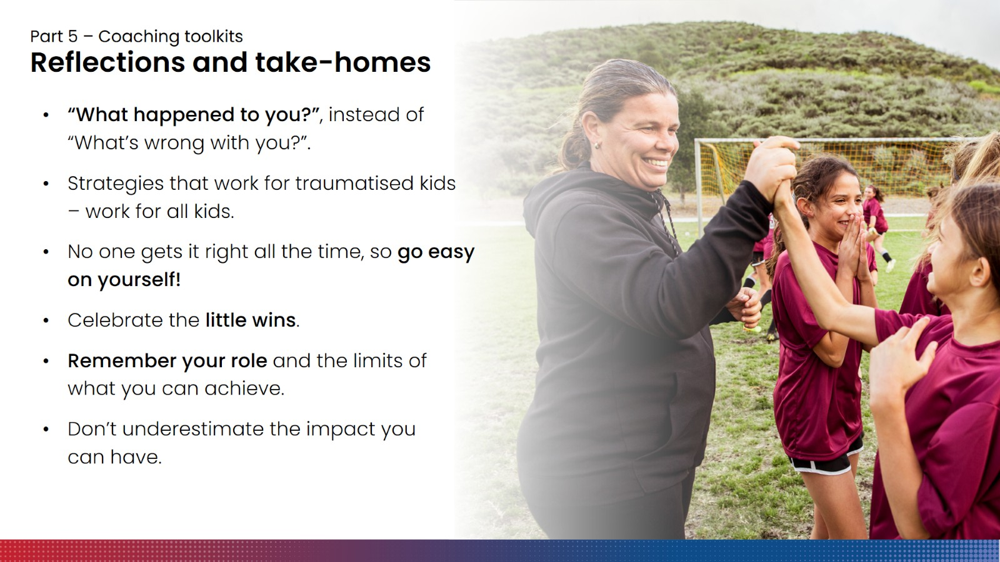 Part 5 – Coaching toolkits
Reflections and take-homes
• “What happened to you?”, instead of
“What’s wrong with you?”.
• Strategies that work for traumatised kids
– work for all kids.
• No one gets it right all the time, so go easy
on yourself!
• Celebrate the little wins.
• Remember your role and the limits of
what you can achieve.
• Don’t underestimate the impact you
can have.